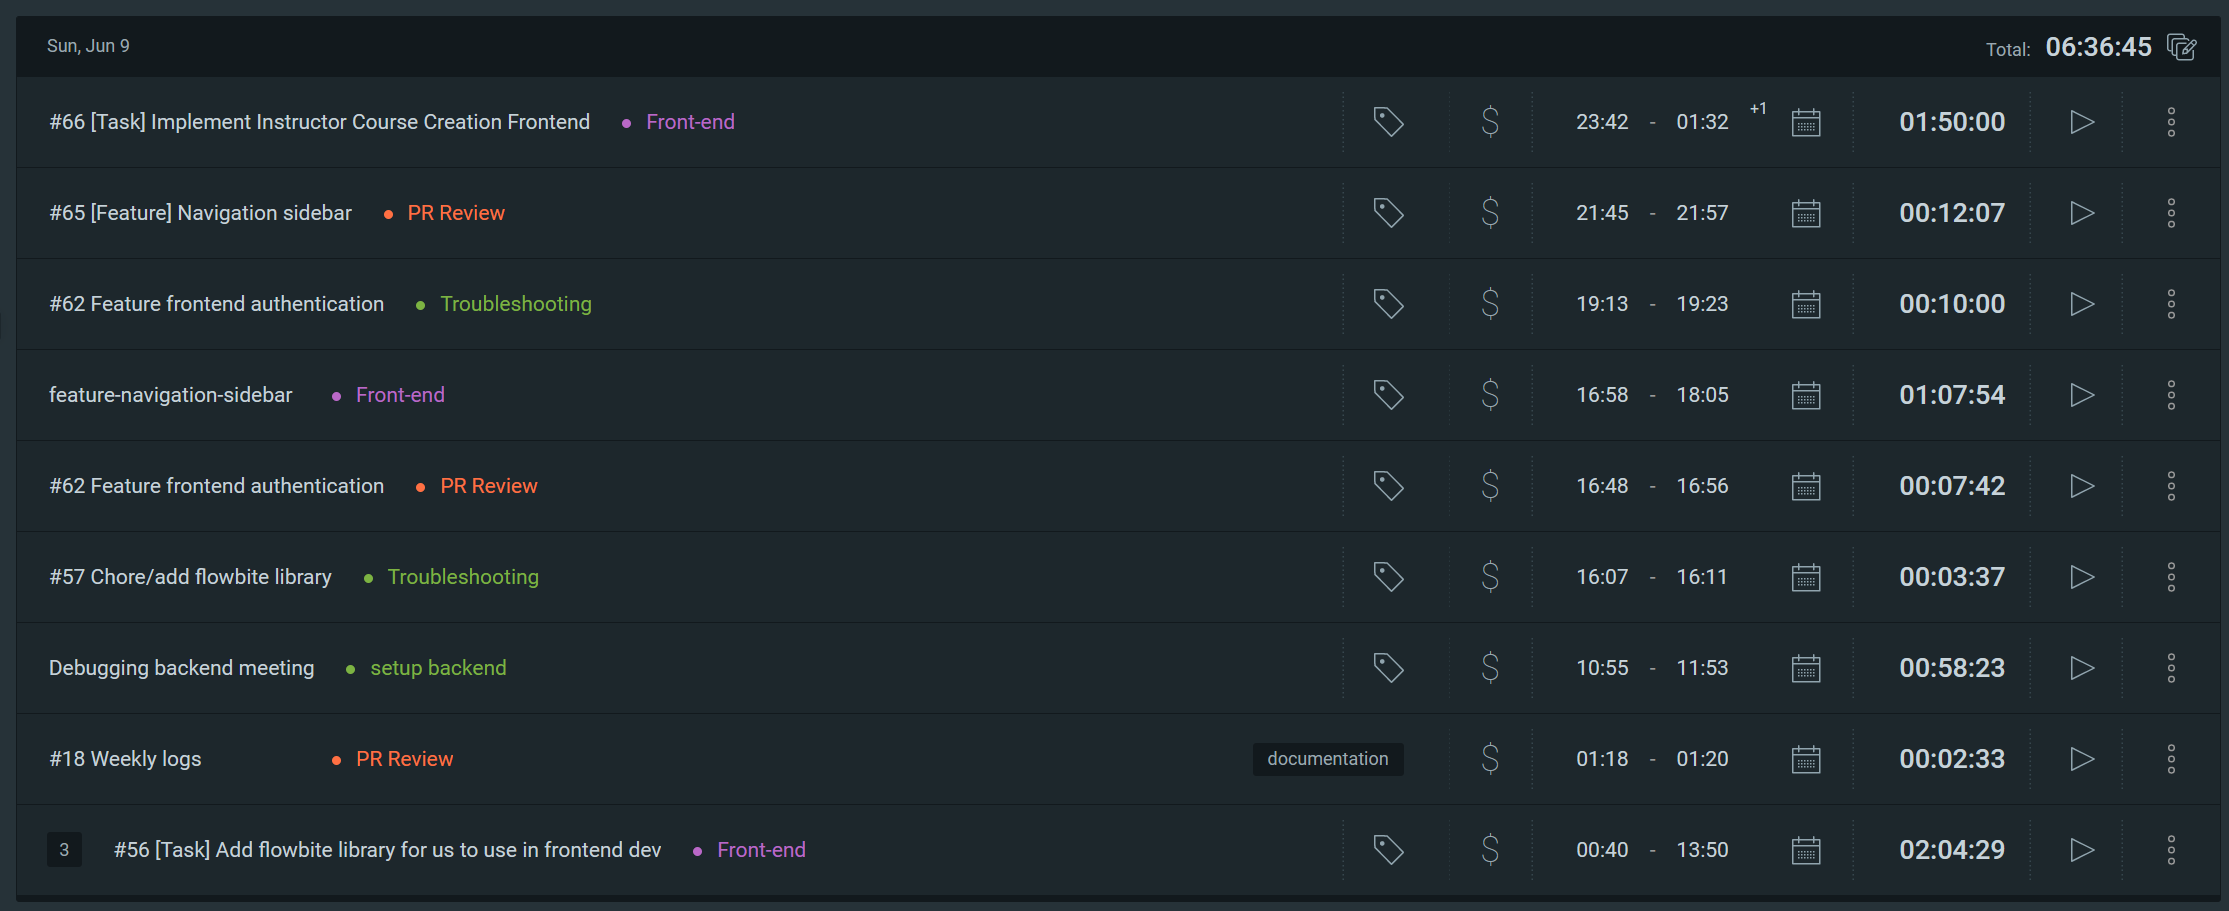 Sun, Jun 9 Total: 06:36:45
#66 [Task] Implement Instructor Course Creation Frontend Front-end $ 23:42 - 01:32 +1 01:50:00
#65 [Feature] Navigation sidebar PR Review $ 21:45 - 21:57 00:12:07
#62 Feature frontend authentication Troubleshooting $ 19:13 - 19:23 00:10:00
feature-navigation-sidebar Front-end $ 16:58 - 18:05 01:07:54
#62 Feature frontend authentication PR Review $ 16:48 - 16:56 00:07:42
#57 Chore/add flowbite library Troubleshooting $ 16:07 - 16:11 00:03:37
Debugging backend meeting setup backend $ 10:55 - 11:53 00:58:23
#18 Weekly logs PR Review documentation $ 01:18 - 01:20 00:02:33
3 #56 [Task] Add flowbite library for us to use in frontend dev Front-end $ 00:40 - 13:50 02:04:29